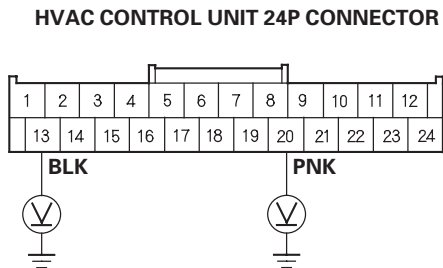 HVAC CONTROL UNIT 24P CONNECTOR
1 2 3 4 5 6 7 8 9 10 11 12
13 14 15 16 17 18 19 20 21 22 23 24
BLK PNK
V V